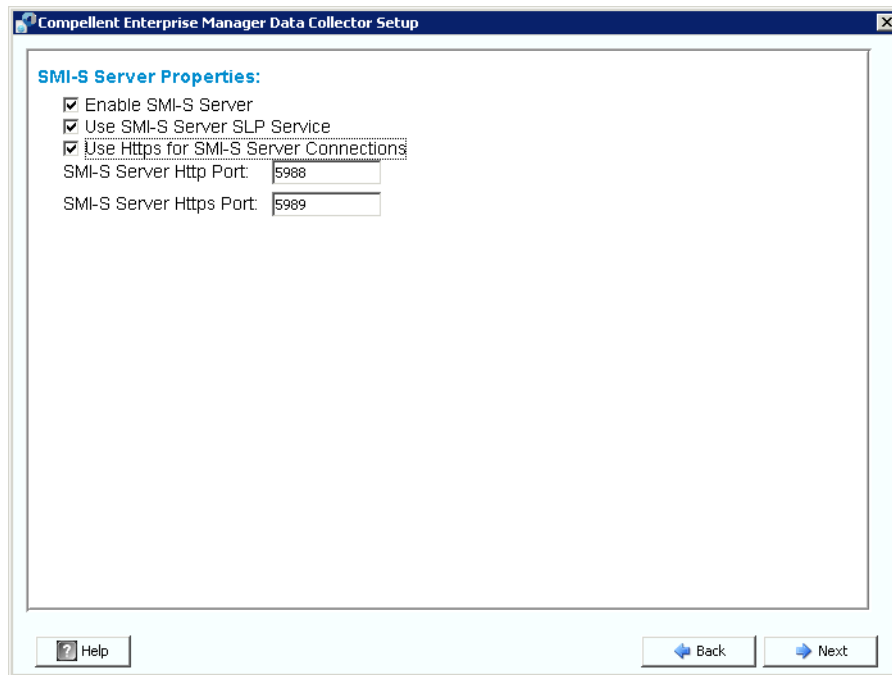 Compellent Enterprise Manager Data Collector Setup
SMI-S Server Properties:
Enable SMI-S Server
Use SMI-S Server SLP Service
Use Https for SMI-S Server Connections
SMI-S Server Http Port: 5988
SMI-S Server Https Port: 5989
? Help
Back
Next